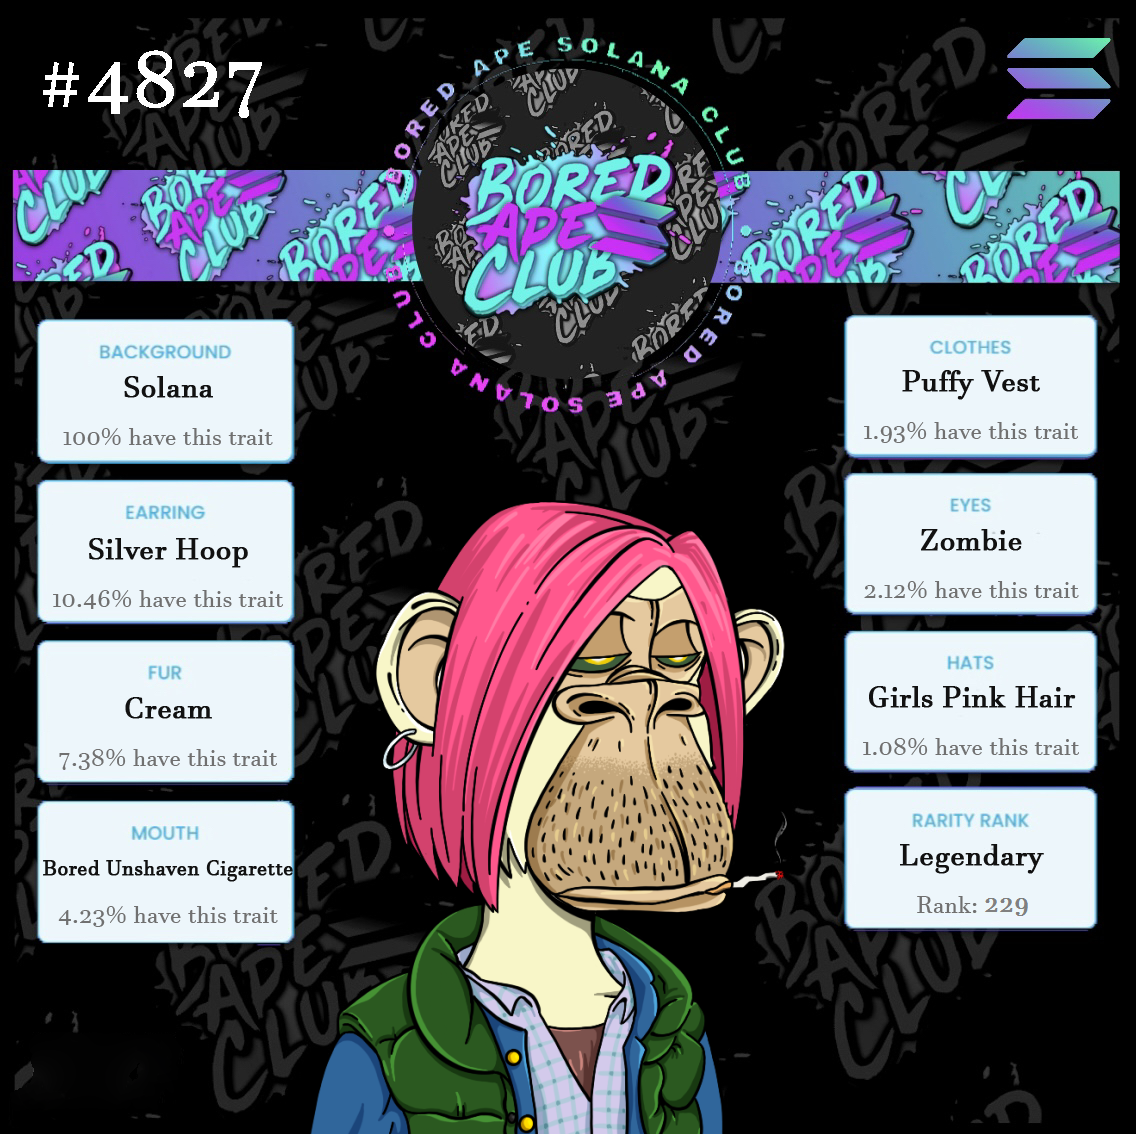 #4827
BORED APE SOLANA CLUB
BORED APE SOLANA CLUB
BORED
APE
CLUB
BACKGROUND
Solana
100% have this trait
EARRING
Silver Hoop
10.46% have this trait
FUR
Cream
7.38% have this trait
MOUTH
Bored Unshaven Cigarette
4.23% have this trait
CLOTHES
Puffy Vest
1.93% have this trait
EYES
Zombie
2.12% have this trait
HATS
Girls Pink Hair
1.08% have this trait
RARITY RANK
Legendary
Rank: 229